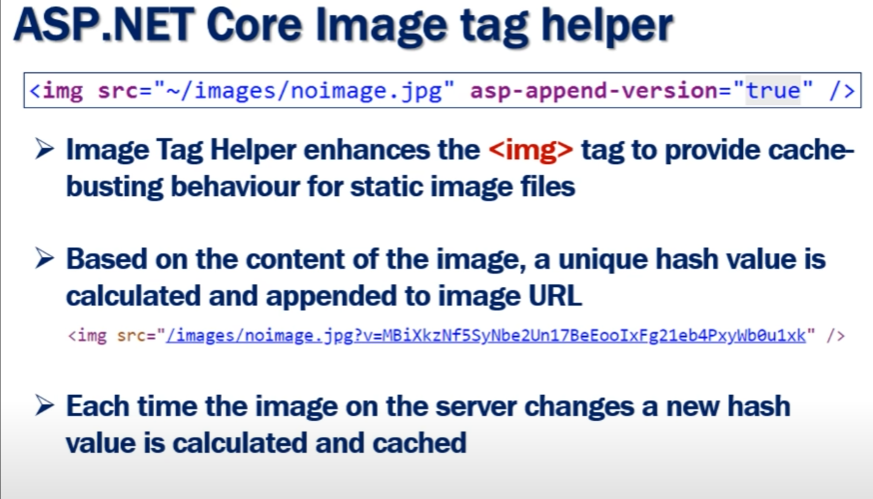 ASP.NET Core Image tag helper
<img src="~/images/noimage.jpg" asp-append-version="true" />
➢ Image Tag Helper enhances the <img> tag to provide cache-
busting behaviour for static image files
➢ Based on the content of the image, a unique hash value is
calculated and appended to image URL
<img src="/images/noimage.jpg?v=MBiXkzNf5SyNbe2Un17BeEooIxFg21eb4PxyWb0u1xk" />
➢ Each time the image on the server changes a new hash
value is calculated and cached